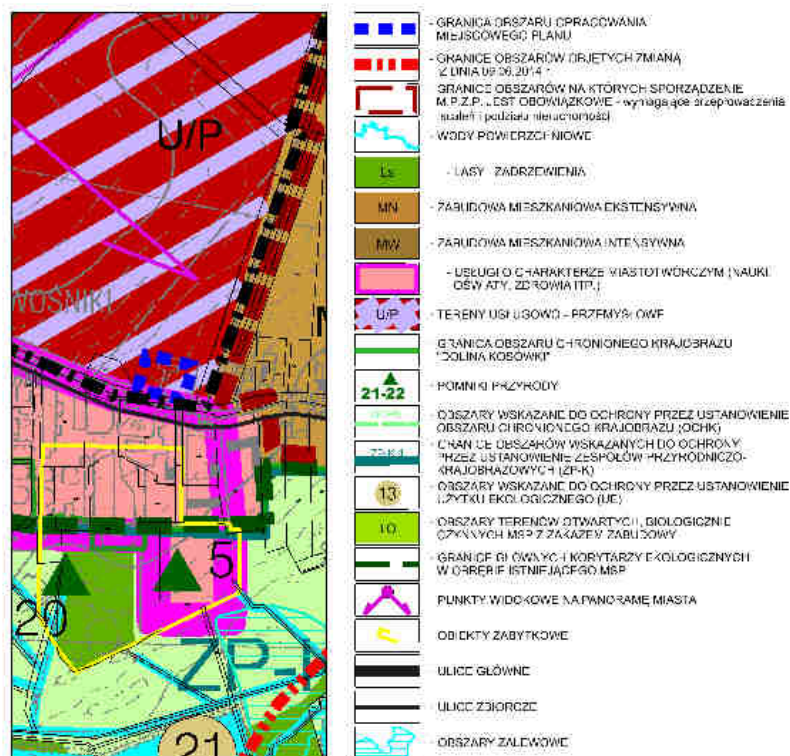 U/P
WOŚNIKI
5
20
ZP-
21
- GRANICA OBSZARU OPRACOWANIA
MIEJSCOWEGO PLANU
- GRANICE OBSZARÓW OBJĘTYCH ZMIANĄ
Z DNIA 09.06.2014 r.
GRANICE OBSZARÓW NA KTÓRYCH SPORZĄDZENIE
M.P.Z.P. JEST OBOWIĄZKOWE - wymagające przeprowadzenia
scaleń i podziału nieruchomości
- WODY POWIERZCHNIOWE
Ls
- LASY ZADRZEWIENIA
MN
- ZABUDOWA MIESZKANIOWA EKSTENSYWNA
MW
- ZABUDOWA MIESZKANIOWA INTENSYWNA
- USŁUGI O CHARAKTERZE MIASTOTWÓRCZYM (NAUKI,
OŚWIATY, ZDROWIA ITP.)
U/P
- TERENY USŁUGOWO - PRZEMYSŁOWE
GRANICA OBSZARU CHRONIONEGO KRAJOBRAZU
"DOLINA KOSÓWKI"
21-22
- POMNIKI PRZYRODY
- OBSZARY WSKAZANE DO OCHRONY PRZEZ USTANOWIENIE
OBSZARU CHRONIONEGO KRAJOBRAZU (OCHK)
- GRANICE OBSZARÓW WSKAZANYCH DO OCHRONY
PRZEZ USTANOWIENIE ZESPOŁÓW PRZYRODNICZO-
KRAJOBRAZOWYCH (ZP-K)
13
- OBSZARY WSKAZANE DO OCHRONY PRZEZ USTANOWIENIE
UŻYTKU EKOLOGICZNEGO (UE)
- OBSZARY TERENÓW OTWARTYCH, BIOLOGICZNIE
CZYNNYCH MSP Z ZAKAZEM ZABUDOWY
- GRANICE GŁÓWNYCH KORYTARZY EKOLOGICZNYCH
W OBRĘBIE ISTNIEJĄCEGO MSP
PUNKTY WIDOKOWE NA PANORAMĘ MIASTA
OBIEKTY ZABYTKOWE
- ULICE GŁÓWNE
- ULICE ZBIORCZE
- OBSZARY ZALEWOWE